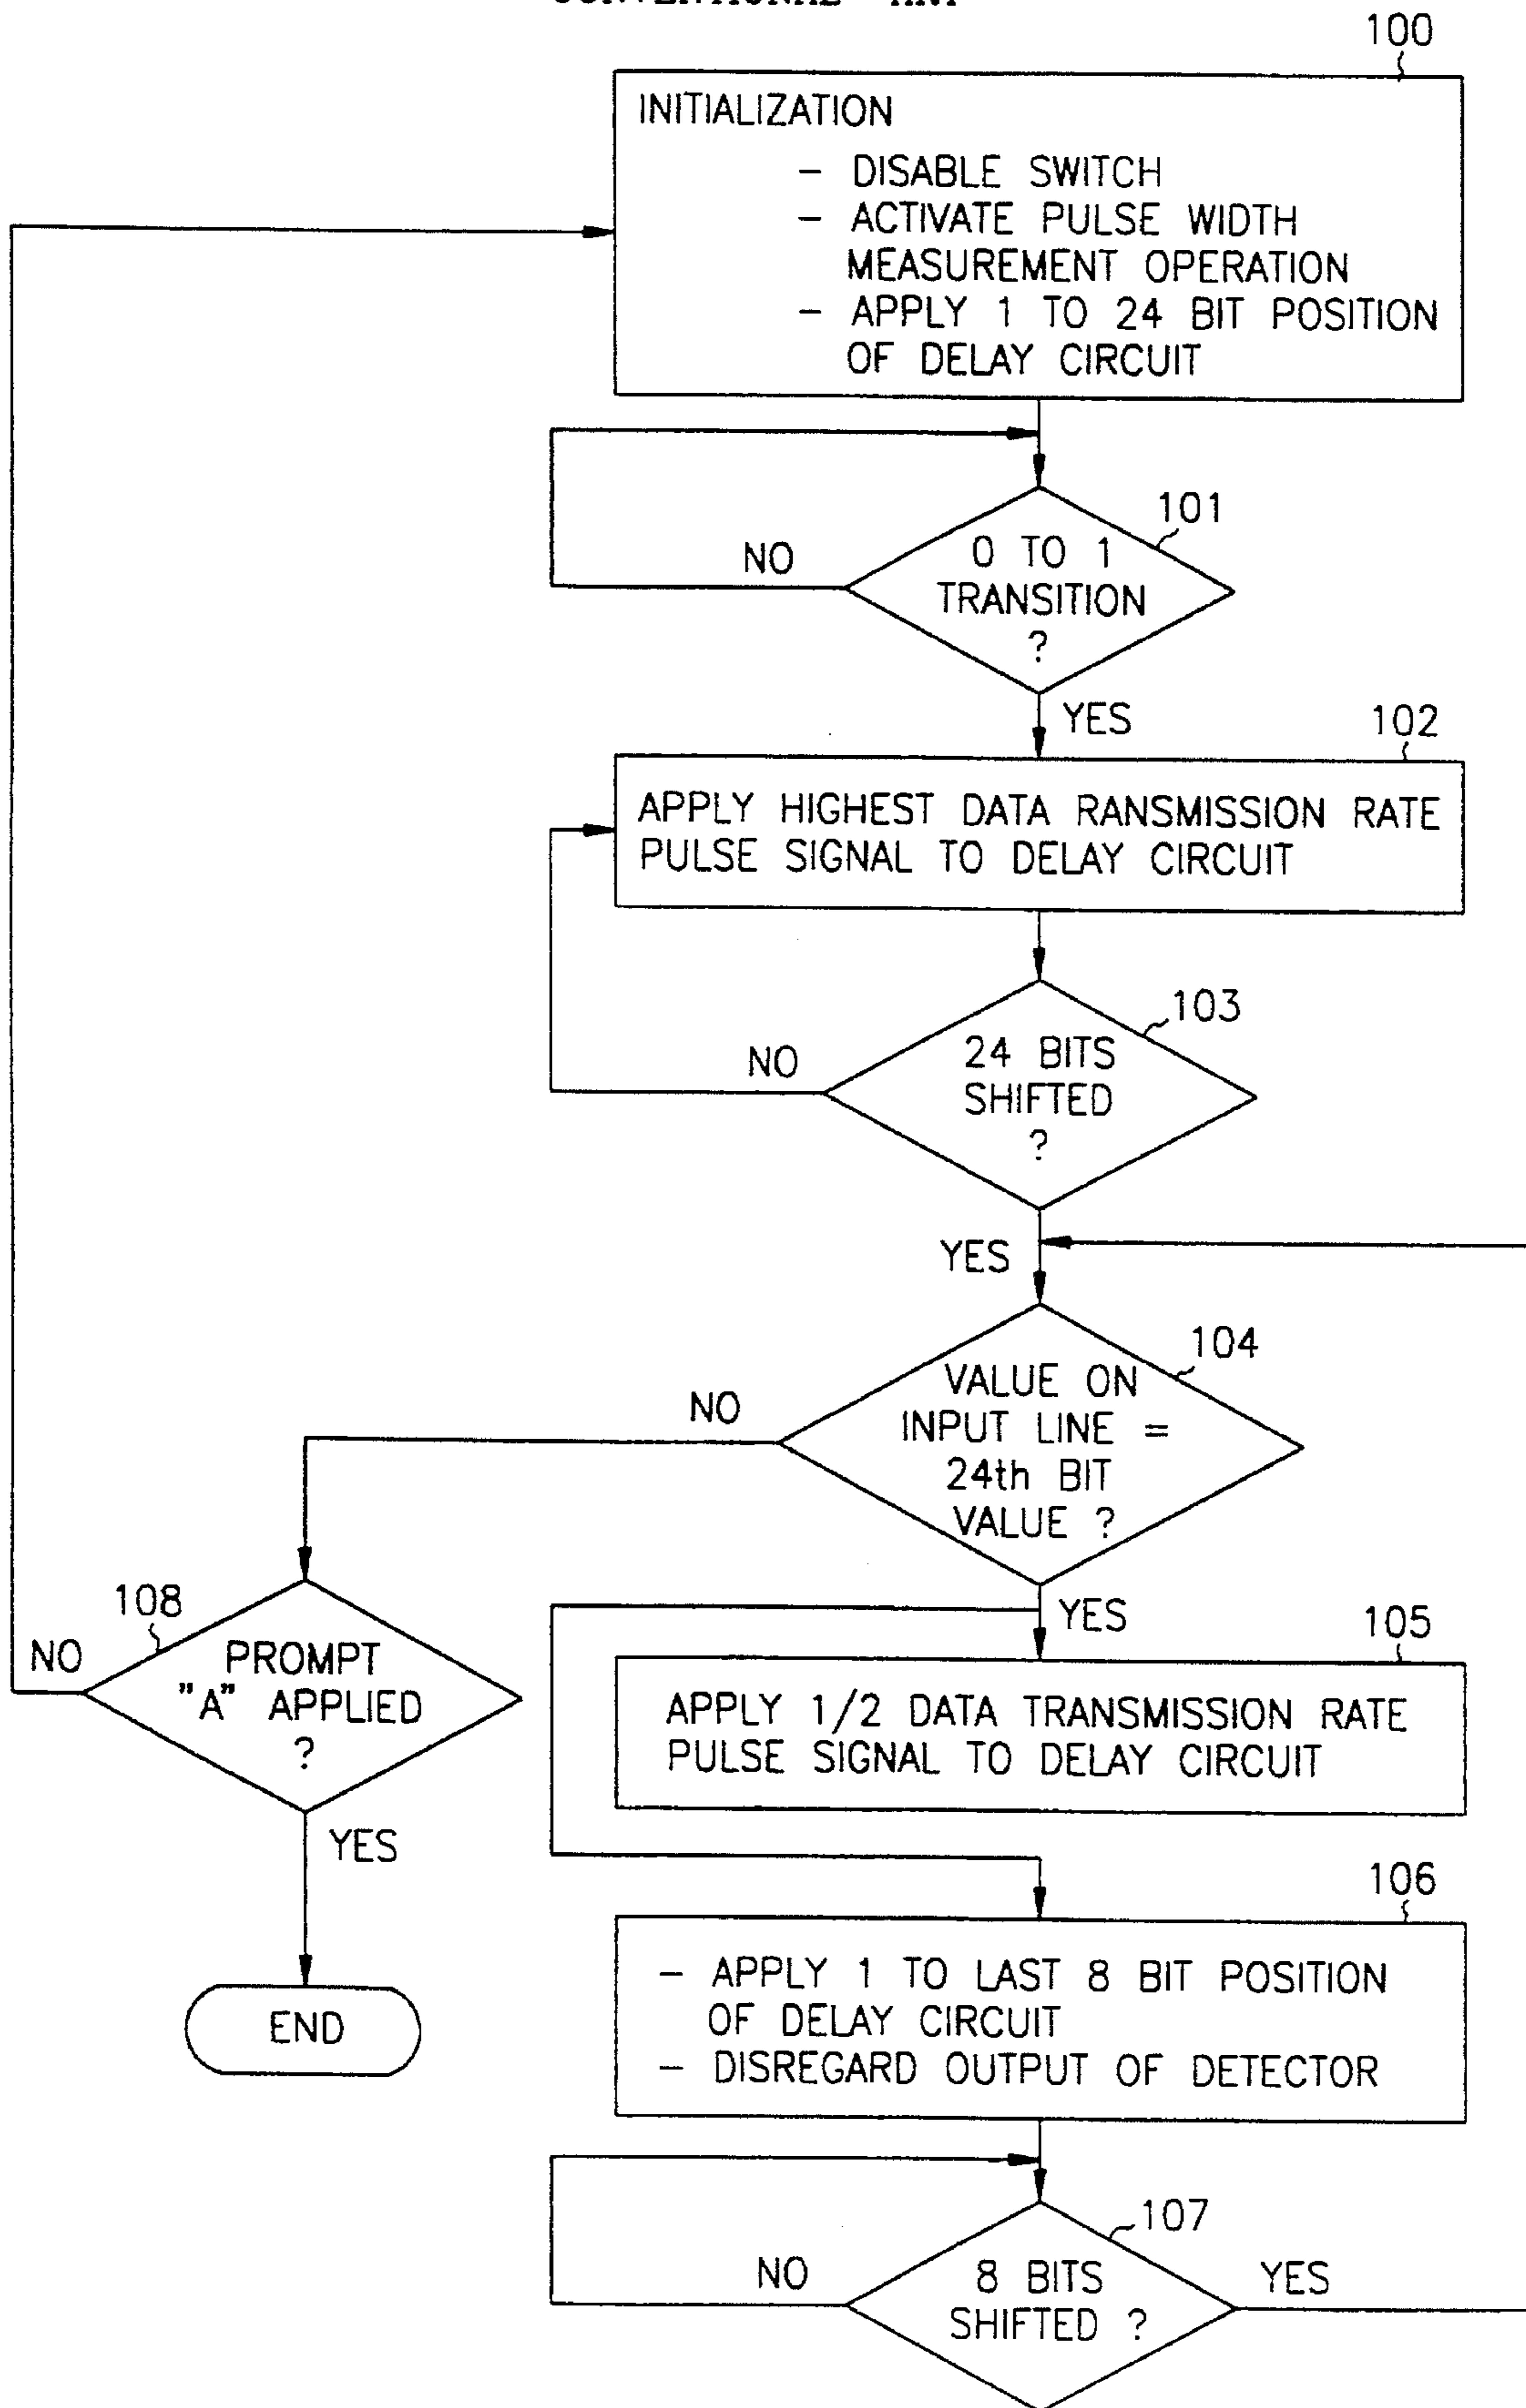 100
INITIALIZATION
- DISABLE SWITCH
- ACTIVATE PULSE WIDTH
MEASUREMENT OPERATION
- APPLY 1 TO 24 BIT POSITION
OF DELAY CIRCUIT
101
0 TO 1
TRANSITION
?
NO
YES
102
APPLY HIGHEST DATA RANSMISSION RATE
PULSE SIGNAL TO DELAY CIRCUIT
103
24 BITS
SHIFTED
?
NO
YES
104
VALUE ON
INPUT LINE =
24th BIT
VALUE ?
NO
YES
108
PROMPT
"A" APPLIED
?
NO
YES
END
105
APPLY 1/2 DATA TRANSMISSION RATE
PULSE SIGNAL TO DELAY CIRCUIT
106
- APPLY 1 TO LAST 8 BIT POSITION
OF DELAY CIRCUIT
- DISREGARD OUTPUT OF DETECTOR
107
8 BITS
SHIFTED ?
NO
YES